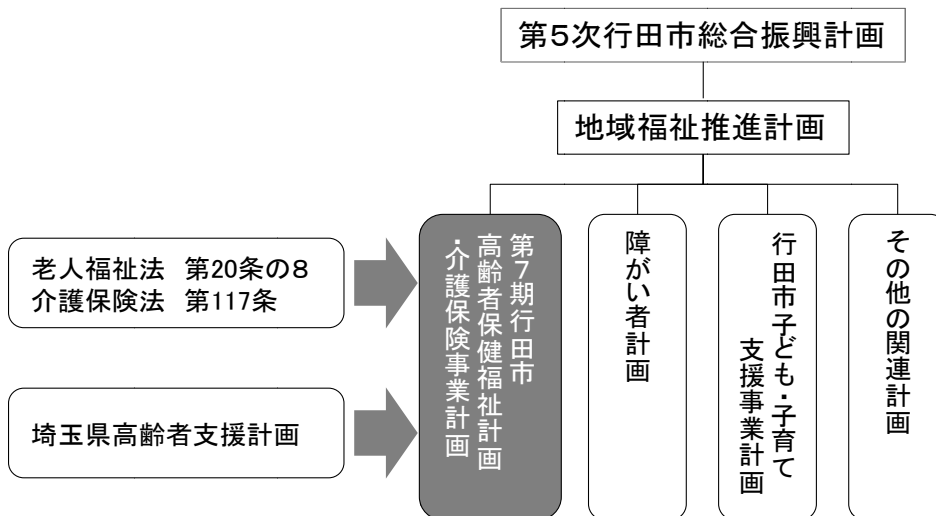 第5次行田市総合振興計画
地域福祉推進計画
老人福祉法　第20条の8
介護保険法　第117条
埼玉県高齢者支援計画
第7期行田市
高齢者保健福祉計画
・介護保険事業計画
障がい者計画
行田市子ども・子育て
支援事業計画
その他の関連計画